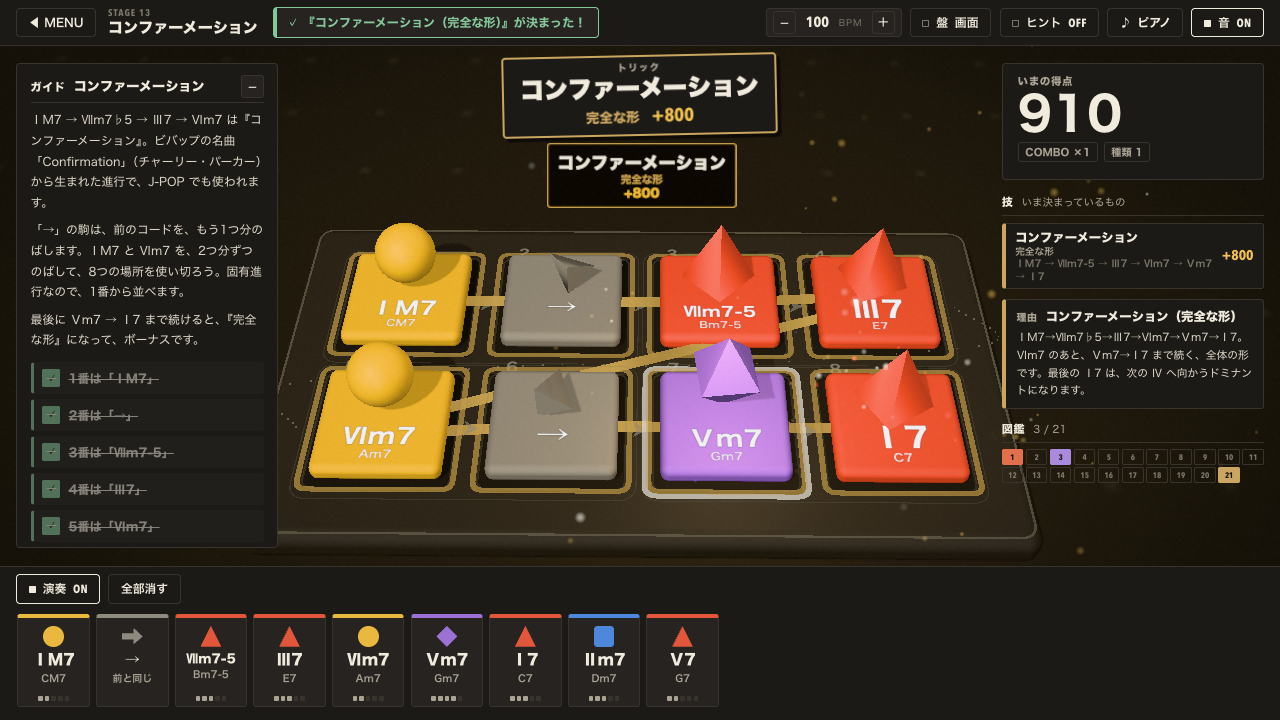 ◀ MENU
STAGE 13
コンファーメーション
✓ 『コンファーメーション（完全な形）』が決まった！
− 100 BPM ＋
□ 盤 画面
□ ヒント OFF
♪ ピアノ
■ 音 ON
ガイド コンファーメーション −
ⅠM7 → Ⅶm7♭5 → Ⅲ7 → Ⅵm7 は『コ
ンファーメーション』。ビバップの名曲
「Confirmation」（チャーリー・パーカー）
から生まれた進行で、J-POP でも使われま
す。
「→」の駒は、前のコードを、もう1つ分の
ばします。ⅠM7 と Ⅵm7 を、2つ分ずつ
のばして、8つの場所を使い切ろう。固有進
行なので、1番から並べます。
最後に Ⅴm7 → Ⅰ7 まで続けると、『完全
な形』になって、ボーナスです。
1番は「ⅠM7」
2番は「→」
3番は「Ⅶm7-5」
4番は「Ⅲ7」
5番は「Ⅵm7」
トリック
コンファーメーション
完全な形 +800
コンファーメーション
完全な形
+800
ⅠM7
CM7
→
Ⅶm7-5
Bm7-5
Ⅲ7
E7
Ⅵm7
Am7
→
Ⅴm7
Gm7
Ⅰ7
C7
いまの得点
910
COMBO ×1
種類 1
技 いま決まっているもの
コンファーメーション
完全な形
ⅠM7 → Ⅶm7-5 → Ⅲ7 → Ⅵm7 → Ⅴm7
→ Ⅰ7
+800
理由 コンファーメーション（完全な形）
ⅠM7→Ⅶm7♭5→Ⅲ7→Ⅵm7→Ⅴm7→Ⅰ7。
Ⅵm7 のあと、Ⅴm7→Ⅰ7 まで続く、全体の形
です。最後の Ⅰ7 は、次の Ⅳ へ向かうドミナン
トになります。
図鑑 3 / 21
1 2 3 4 5 6 7 8 9 10 11
12 13 14 15 16 17 18 19 20 21
■ 演奏 ON
全部消す
ⅠM7
CM7
→
前と同じ
Ⅶm7-5
Bm7-5
Ⅲ7
E7
Ⅵm7
Am7
Ⅴm7
Gm7
Ⅰ7
C7
Ⅱm7
Dm7
Ⅴ7
G7